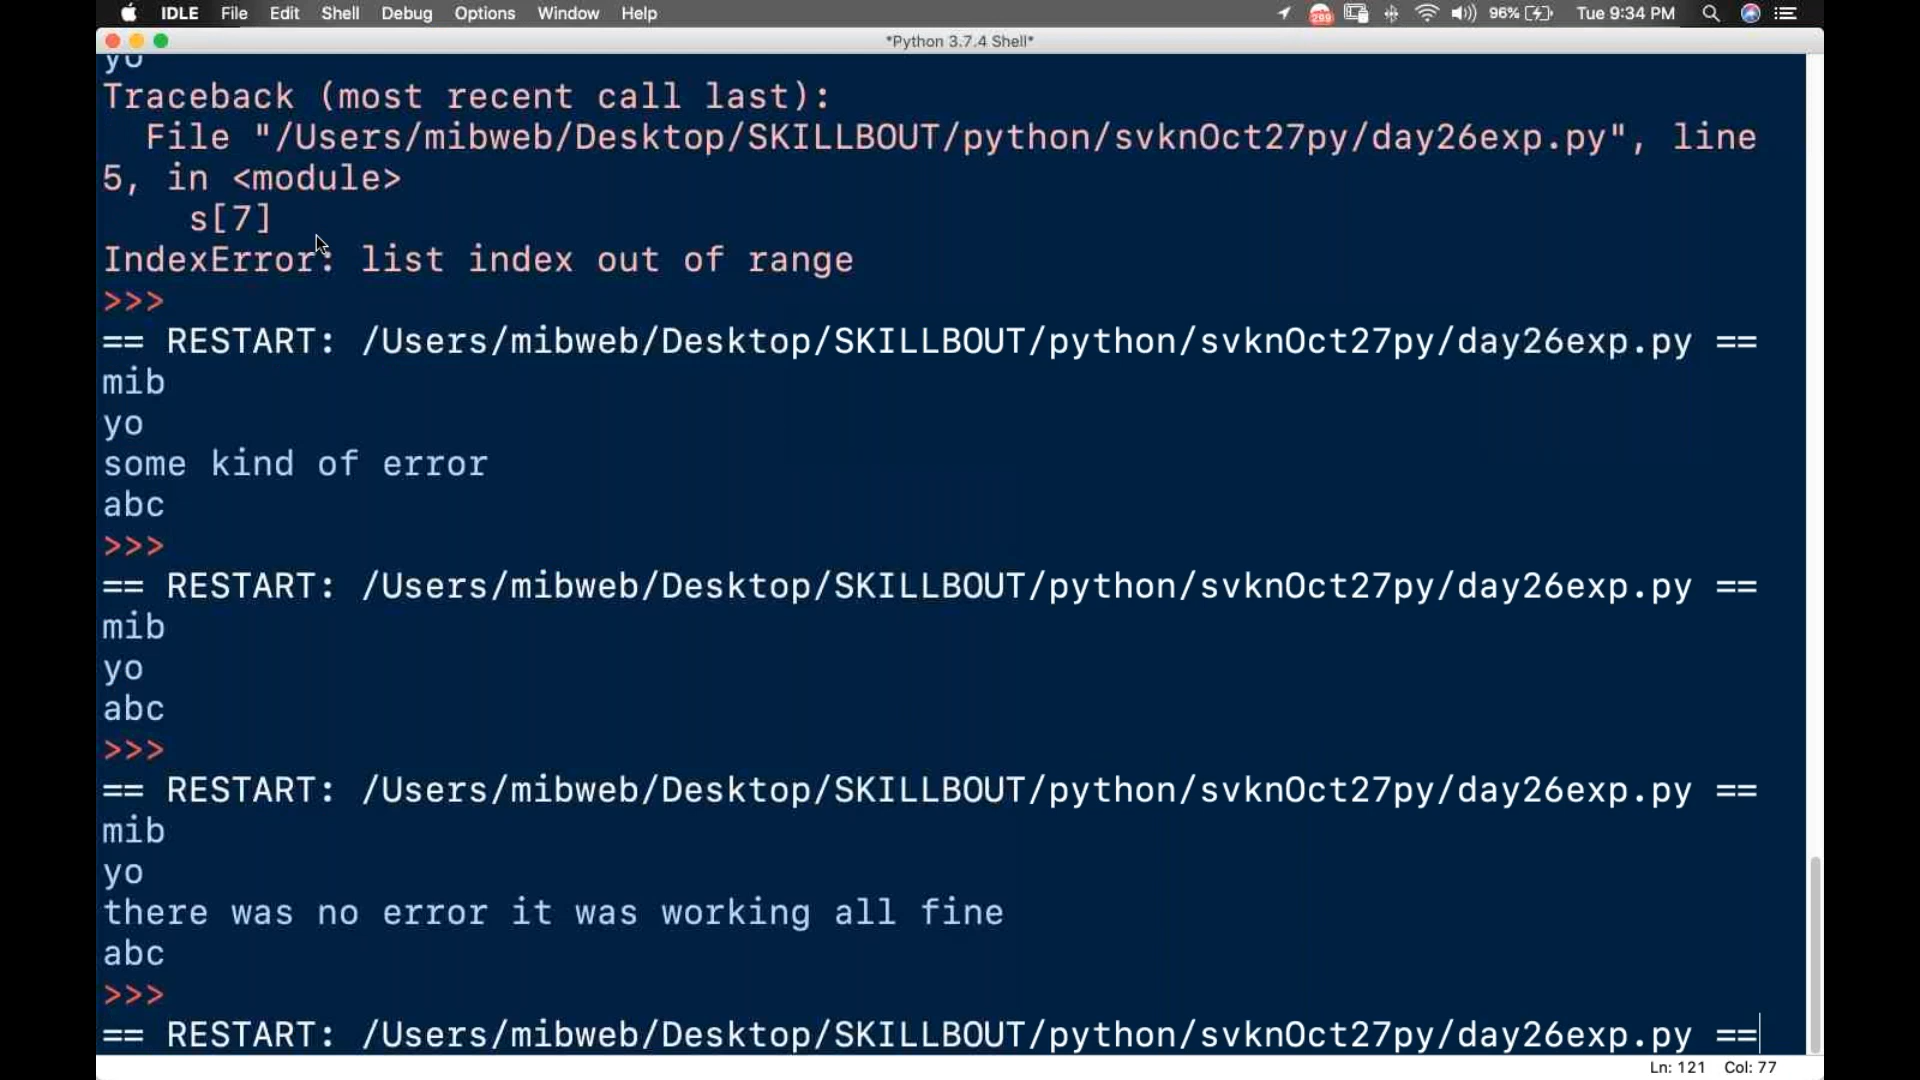 IDLE File Edit Shell Debug Options Window Help 299 96% Tue 9:34 PM
*Python 3.7.4 Shell*
yo
Traceback (most recent call last):
  File "/Users/mibweb/Desktop/SKILLBOUT/python/svknOct27py/day26exp.py", line
5, in <module>
    s[7]
IndexError: list index out of range
>>>
== RESTART: /Users/mibweb/Desktop/SKILLBOUT/python/svknOct27py/day26exp.py ==
mib
yo
some kind of error
abc
>>>
== RESTART: /Users/mibweb/Desktop/SKILLBOUT/python/svknOct27py/day26exp.py ==
mib
yo
abc
>>>
== RESTART: /Users/mibweb/Desktop/SKILLBOUT/python/svknOct27py/day26exp.py ==
mib
yo
there was no error it was working all fine
abc
>>>
== RESTART: /Users/mibweb/Desktop/SKILLBOUT/python/svknOct27py/day26exp.py ==
Ln: 121 Col: 77